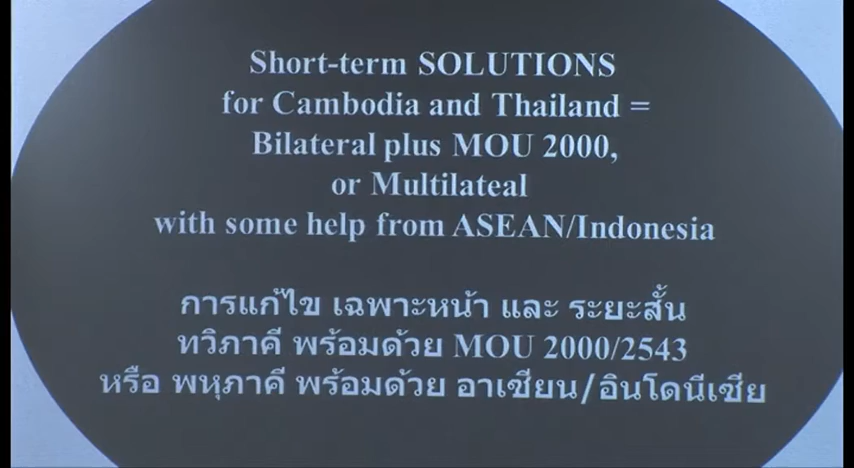 Short-term SOLUTIONS
for Cambodia and Thailand =
Bilateral plus MOU 2000,
or Multilateal
with some help from ASEAN/Indonesia
การแก้ไข เฉพาะหน้า และ ระยะสั้น
ทวิภาคี พร้อมด้วย MOU 2000/2543
หรือ พหุภาคี พร้อมด้วย อาเซียน/อินโดนีเซีย